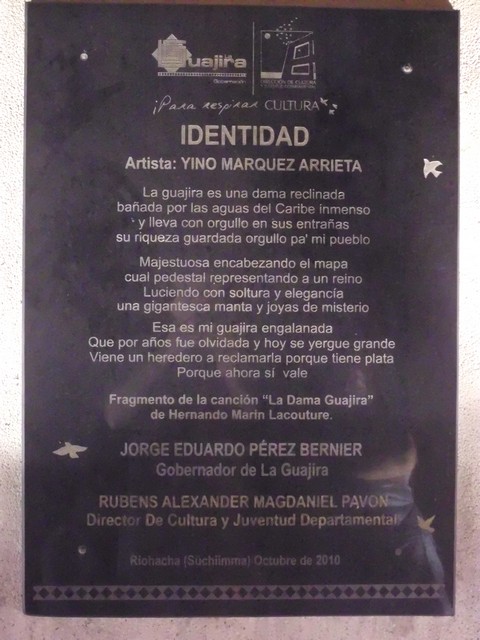 Guajira
Gobernación
DIRECCIÓN DE CULTURA
¡Para respirar CULTURA
IDENTIDAD
Artista: YINO MARQUEZ ARRIETA
La guajira es una dama reclinada
bañada por las aguas del Caribe inmenso
y lleva con orgullo en sus entrañas
su riqueza guardada orgullo pa' mi pueblo
Majestuosa encabezando el mapa
cual pedestal representando a un reino
Luciendo con soltura y elegancía
una gigantesca manta y joyas de misterio
Esa es mi guajira engalanada
Que por años fue olvidada y hoy se yergue grande
Viene un heredero a reclamarla porque tiene plata
Porque ahora sí vale
Fragmento de la canción “La Dama Guajira”
de Hernando Marin Lacouture.
JORGE EDUARDO PÉREZ BERNIER
Gobernador de La Guajira
RUBENS ALEXANDER MAGDANIEL PAVON
Director De Cultura y Juventud Departamental
Riohacha (Süchiimma) Octubre de 2010